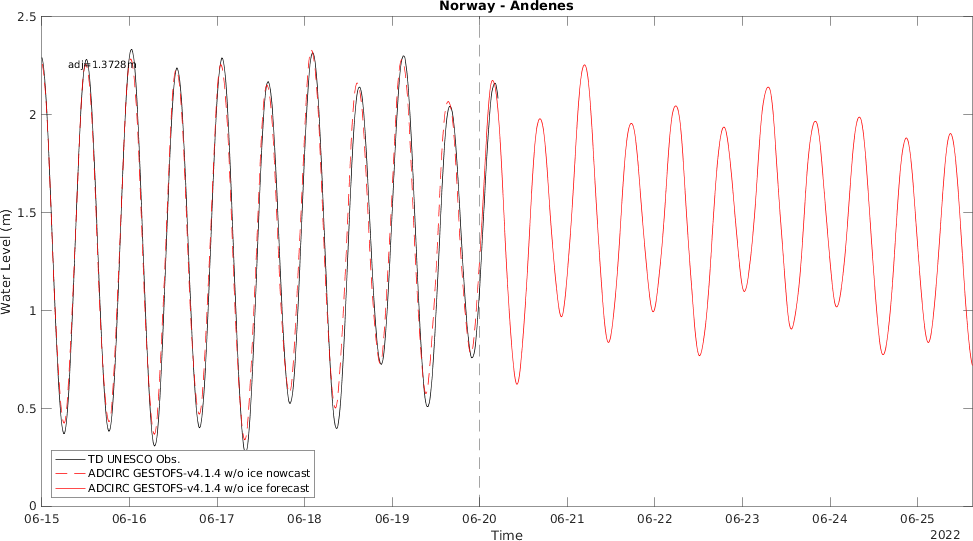 Norway - Andenes
adj=1.3728 m
Water Level (m)
2.5
2
1.5
1
0.5
0
TD UNESCO Obs.
ADCIRC GESTOFS-v4.1.4 w/o ice nowcast
ADCIRC GESTOFS-v4.1.4 w/o ice forecast
06-15 06-16 06-17 06-18 06-19 06-20 06-21 06-22 06-23 06-24 06-25
Time
2022